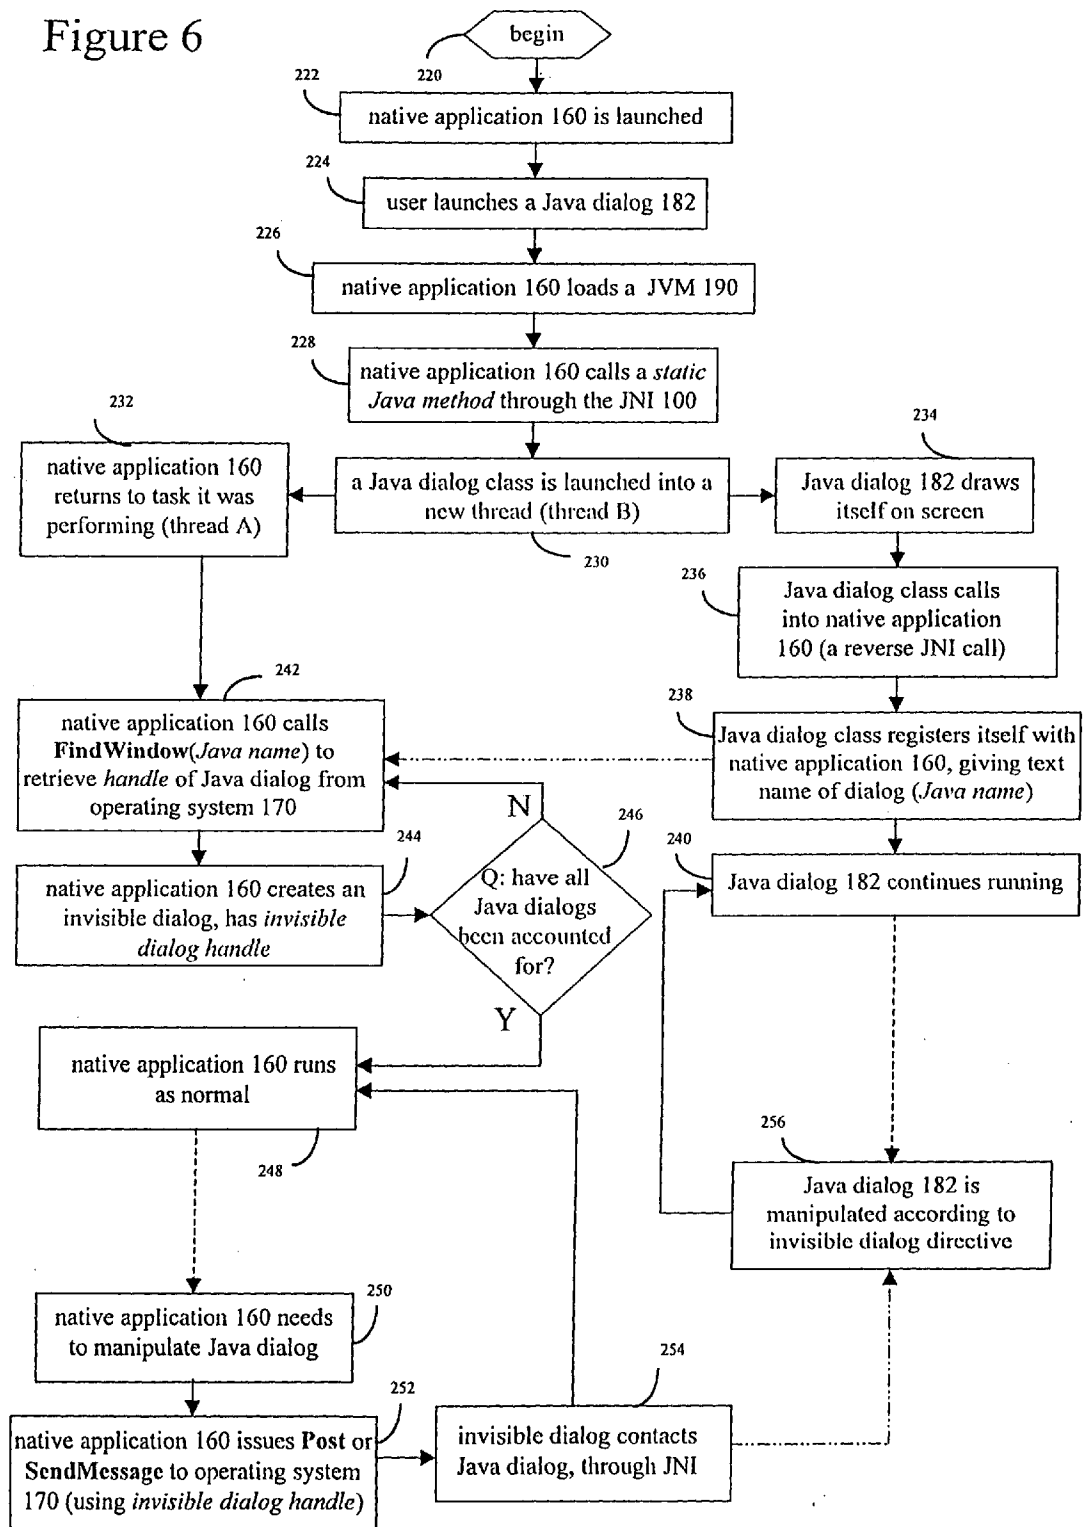 Figure 6
begin
220
222
native application 160 is launched
224
user launches a Java dialog 182
226
native application 160 loads a JVM 190
228
native application 160 calls a static
Java method through the JNI 100
232
native application 160
returns to task it was
performing (thread A)
a Java dialog class is launched into a
new thread (thread B)
230
234
Java dialog 182 draws
itself on screen
236
Java dialog class calls
into native application
160 (a reverse JNI call)
242
native application 160 calls
FindWindow(Java name) to
retrieve handle of Java dialog from
operating system 170
238
Java dialog class registers itself with
native application 160, giving text
name of dialog (Java name)
244
native application 160 creates an
invisible dialog, has invisible
dialog handle
N
246
Q: have all
Java dialogs
been accounted
for?
Y
240
Java dialog 182 continues running
native application 160 runs
as normal
248
256
Java dialog 182 is
manipulated according to
invisible dialog directive
250
native application 160 needs
to manipulate Java dialog
252
native application 160 issues Post or
SendMessage to operating system
170 (using invisible dialog handle)
254
invisible dialog contacts
Java dialog, through JNI